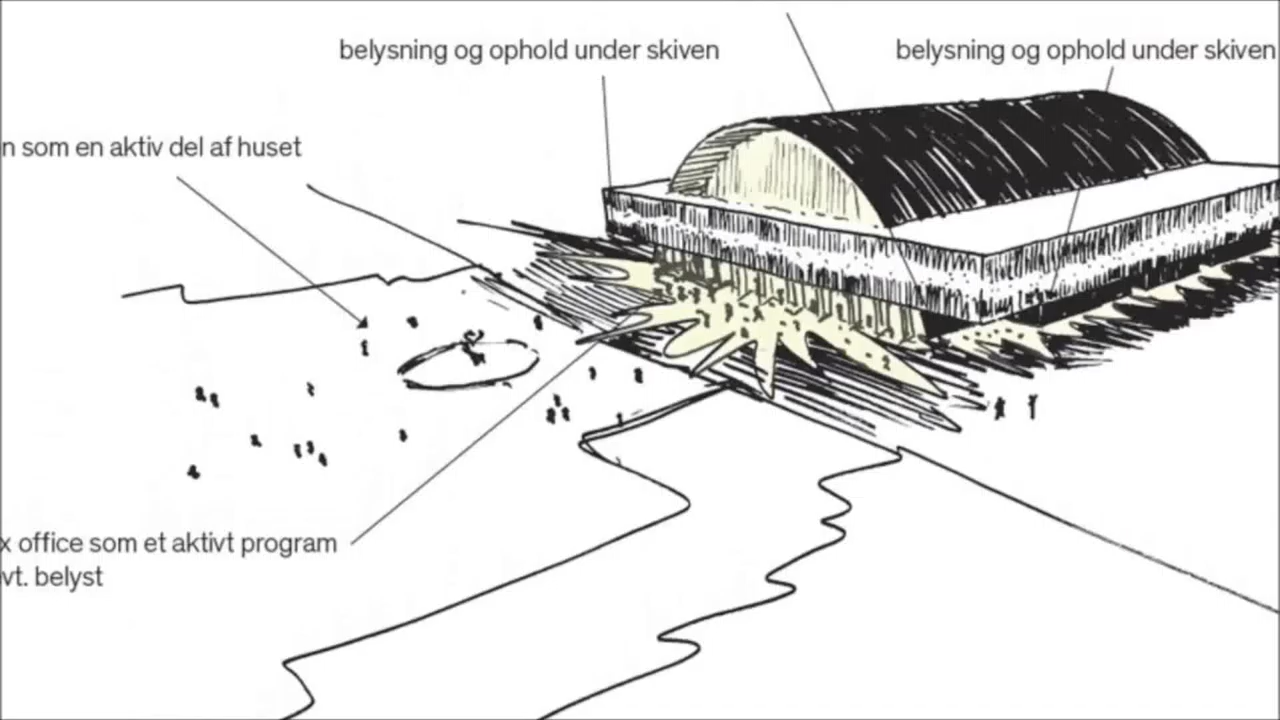 belysning og ophold under skiven
belysning og ophold under skiven
n som en aktiv del af huset
x office som et aktivt program
vt. belyst